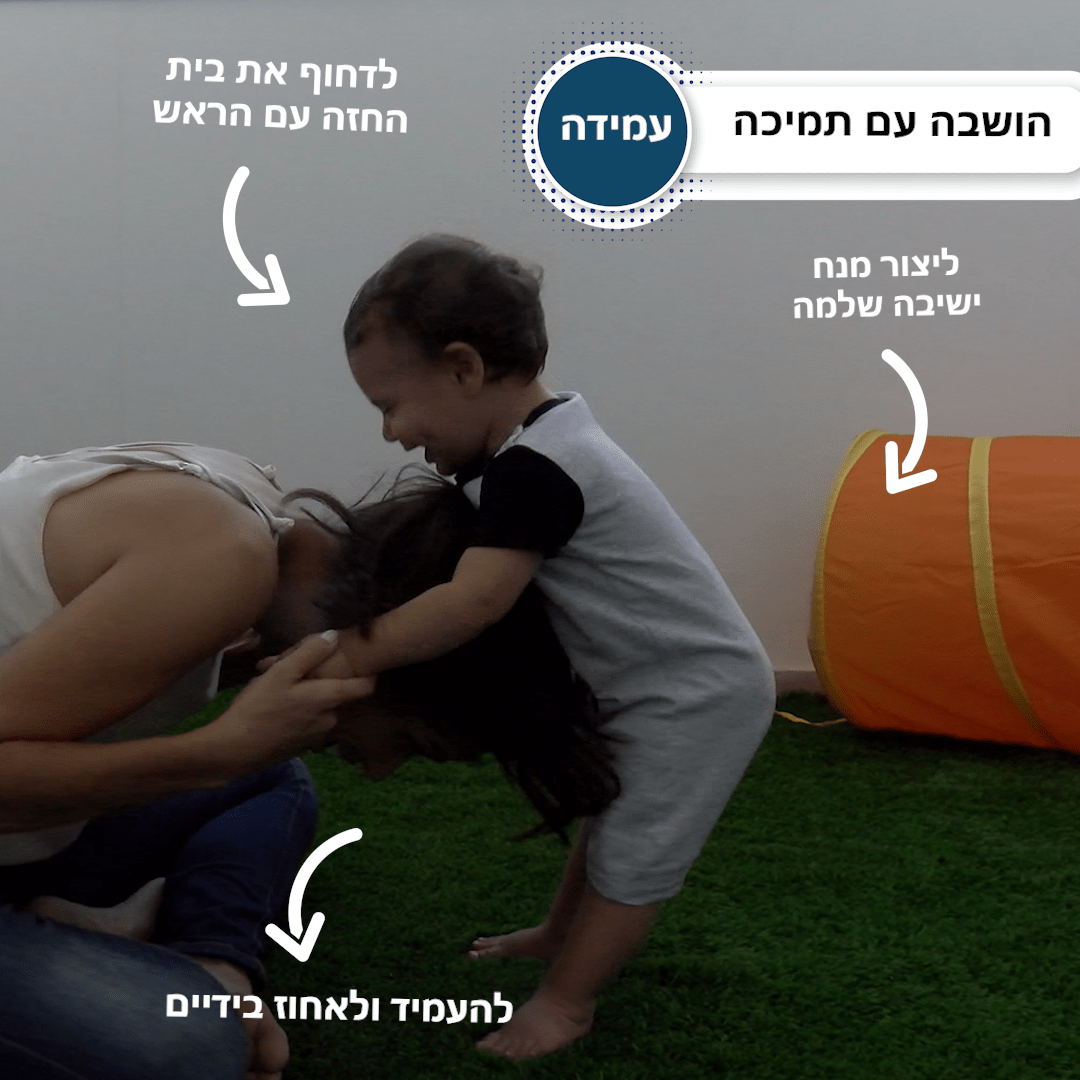 הושבה עם תמיכה
עמידה
לדחוף את בית
החזה עם הראש
ליצור מנח
ישיבה שלמה
להעמיד ולאחוז בידיים